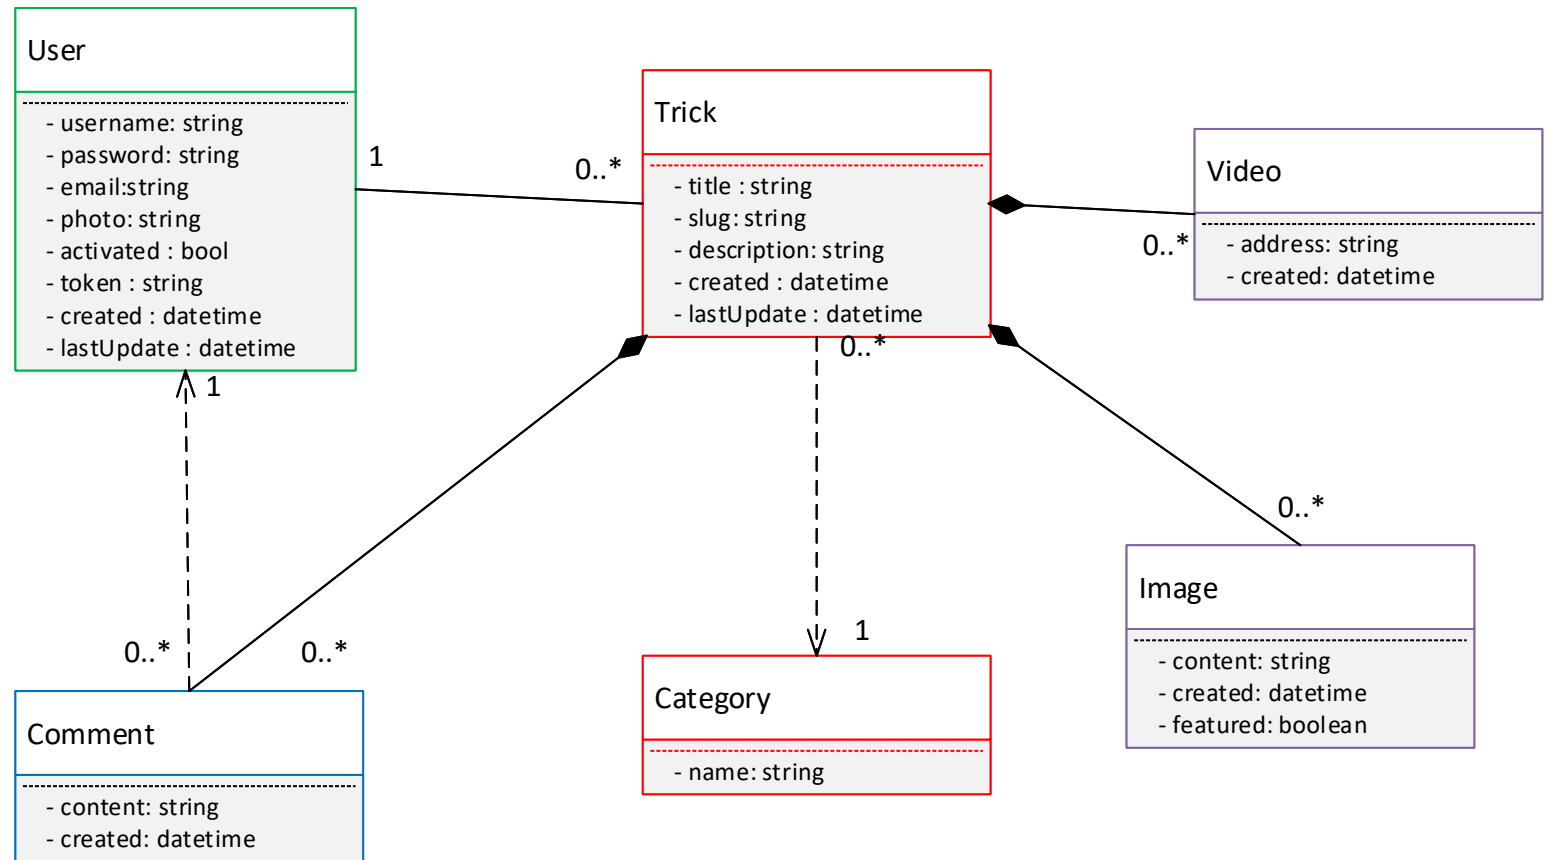 User
- username: string
- password: string
- email:string
- photo: string
- activated : bool
- token : string
- created : datetime
- lastUpdate : datetime
1
0..*
Trick
- title : string
- slug: string
- description: string
- created : datetime
- lastUpdate : datetime
0..*
Video
- address: string
- created: datetime
0..*
1
0..*
0..*
1
0..*
Comment
- content: string
- created: datetime
Category
- name: string
Image
- content: string
- created: datetime
- featured: boolean